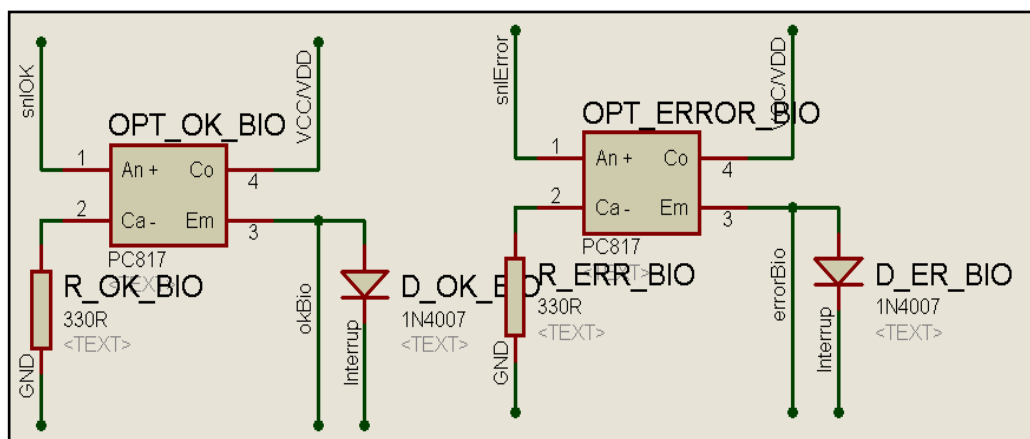 snlOK
VCC/VDD
OPT_OK_BIO
1
An +
Co
4
2
Ca -
Em
3
PC817
<TEXT>
R_OK_BIO
330R
<TEXT>
GND
okBio
D_OK_BIO
1N4007
<TEXT>
Interrup
snlError
VCC/VDD
OPT_ERROR_BIO
1
An +
Co
4
2
Ca -
Em
3
PC817
<TEXT>
R_ERR_BIO
330R
<TEXT>
GND
errorBio
D_ER_BIO
1N4007
<TEXT>
Interrup